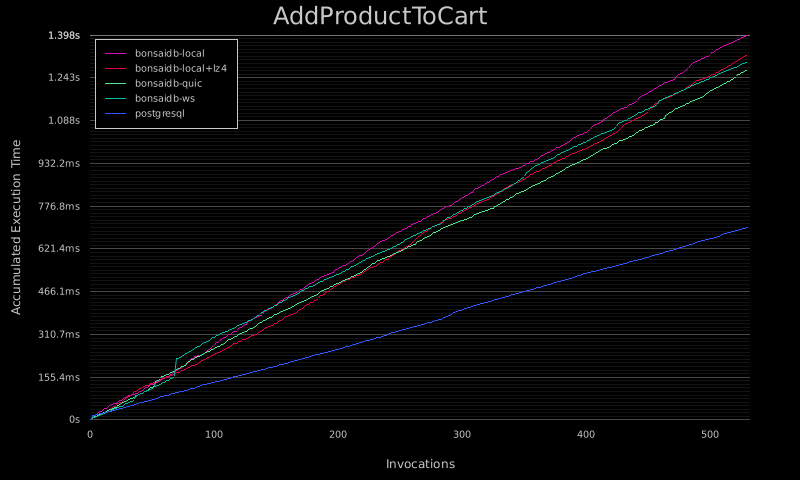 AddProductToCart
1.398s
1.243s
1.088s
932.2ms
776.8ms
621.4ms
466.1ms
310.7ms
155.4ms
0s
Accumulated Execution Time
bonsaidb-local
bonsaidb-local+lz4
bonsaidb-quic
bonsaidb-ws
postgresql
0 100 200 300 400 500
Invocations